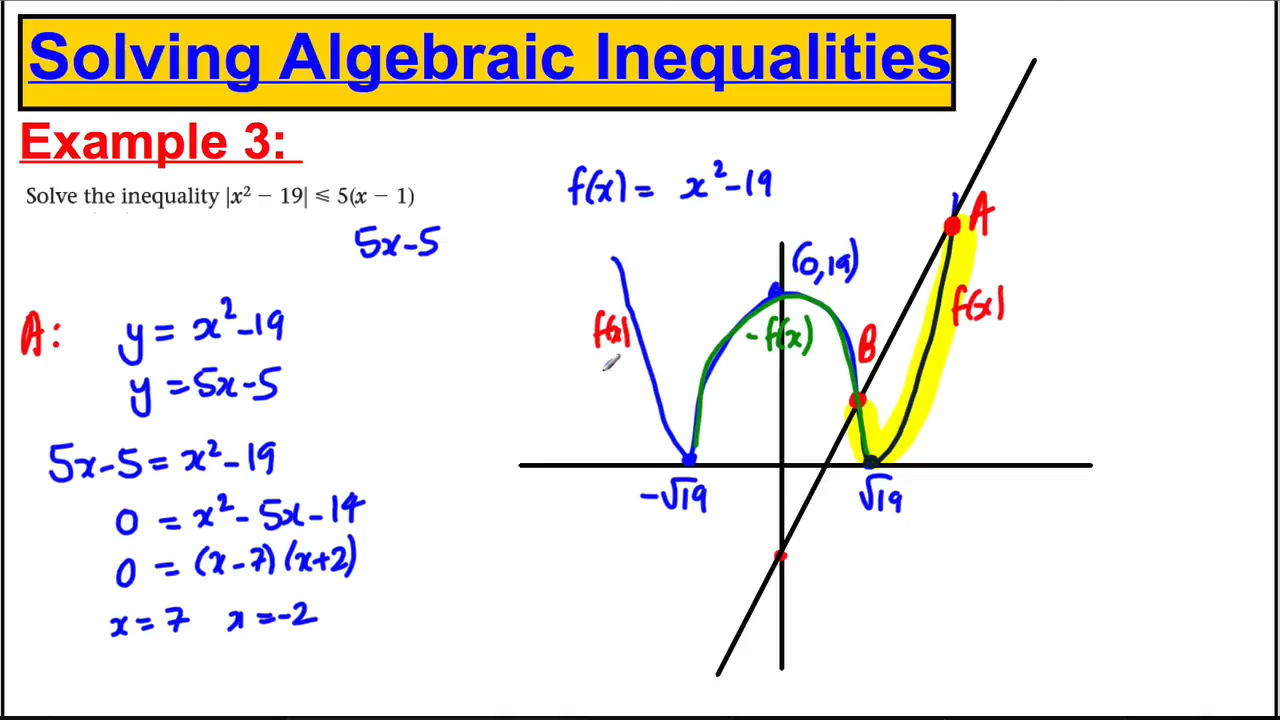 Solving Algebraic Inequalities
Example 3:
Solve the inequality |x² − 19| ⩽ 5(x − 1)
5x-5
f(x) = x²-19
A: y = x²-19
y = 5x-5
5x-5 = x²-19
0 = x²-5x-14
0 = (x-7)(x+2)
x = 7 x = -2
(0,19)
A
f(x)
f(x)
-f(x)
B
-√19
√19